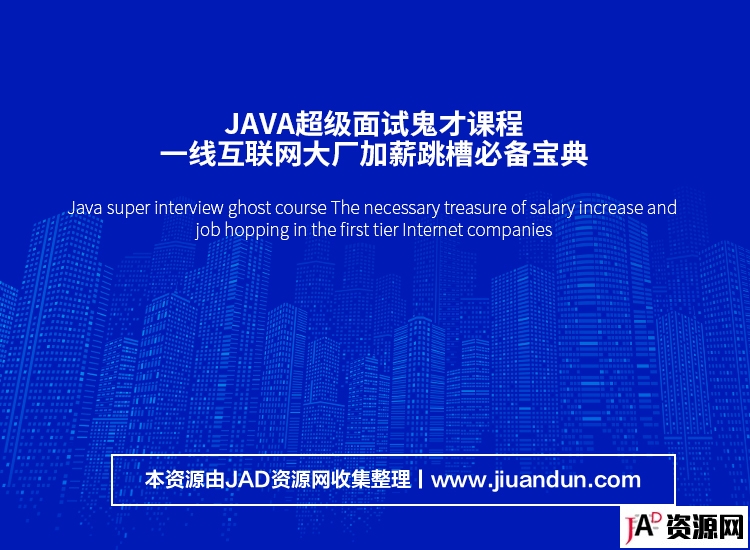 JAVA超级面试鬼才课程
一线互联网大厂加薪跳槽必备宝典
Java super interview ghost course The necessary treasure of salary increase and
job hopping in the first tier Internet companies
本资源由JAD资源网收集整理丨www.jiuandun.com
JAD资源网